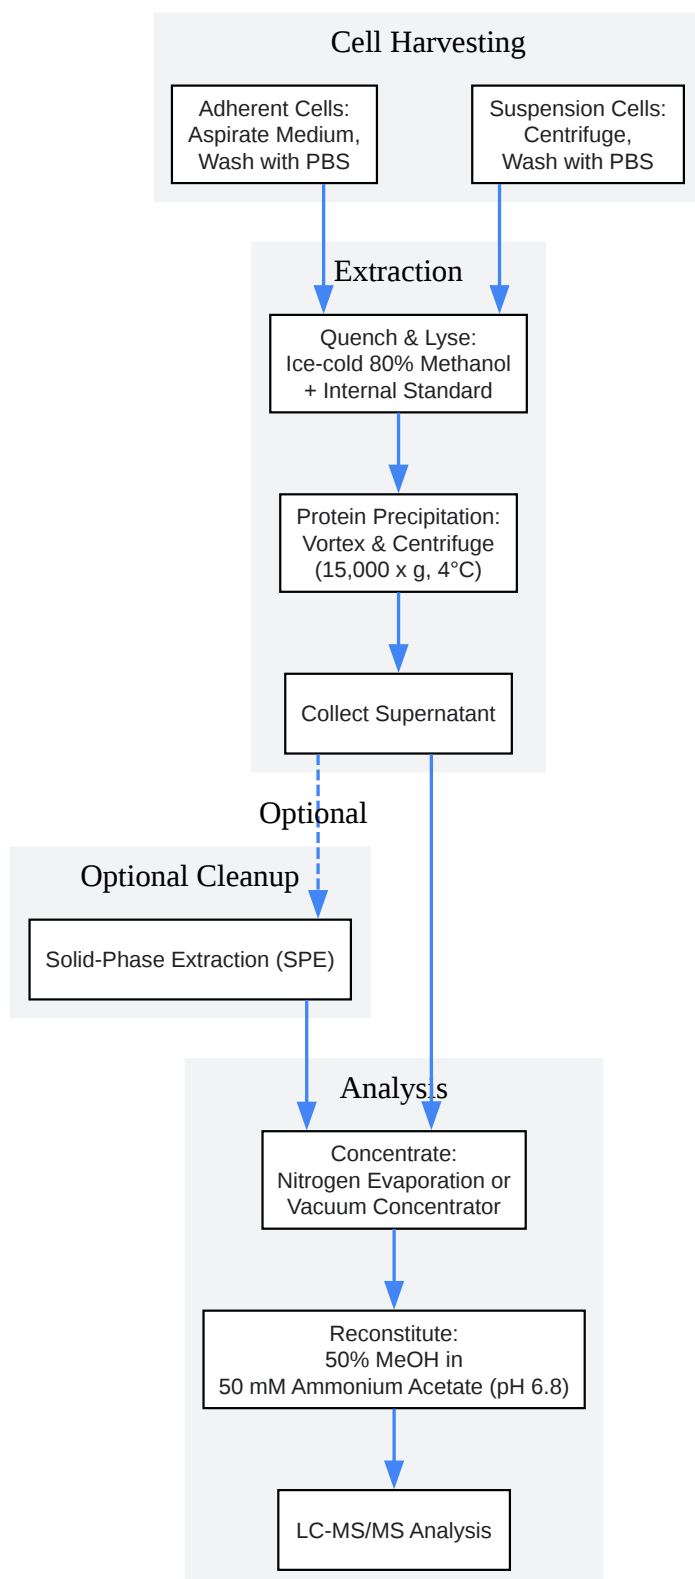 Cell Harvesting
Adherent Cells:
Aspirate Medium,
Wash with PBS
Suspension Cells:
Centrifuge,
Wash with PBS
Extraction
Quench & Lyse:
Ice-cold 80% Methanol
+ Internal Standard
Protein Precipitation:
Vortex & Centrifuge
(15,000 x g, 4°C)
Collect Supernatant
Optional
Optional Cleanup
Solid-Phase Extraction (SPE)
Analysis
Concentrate:
Nitrogen Evaporation or
Vacuum Concentrator
Reconstitute:
50% MeOH in
50 mM Ammonium Acetate (pH 6.8)
LC-MS/MS Analysis